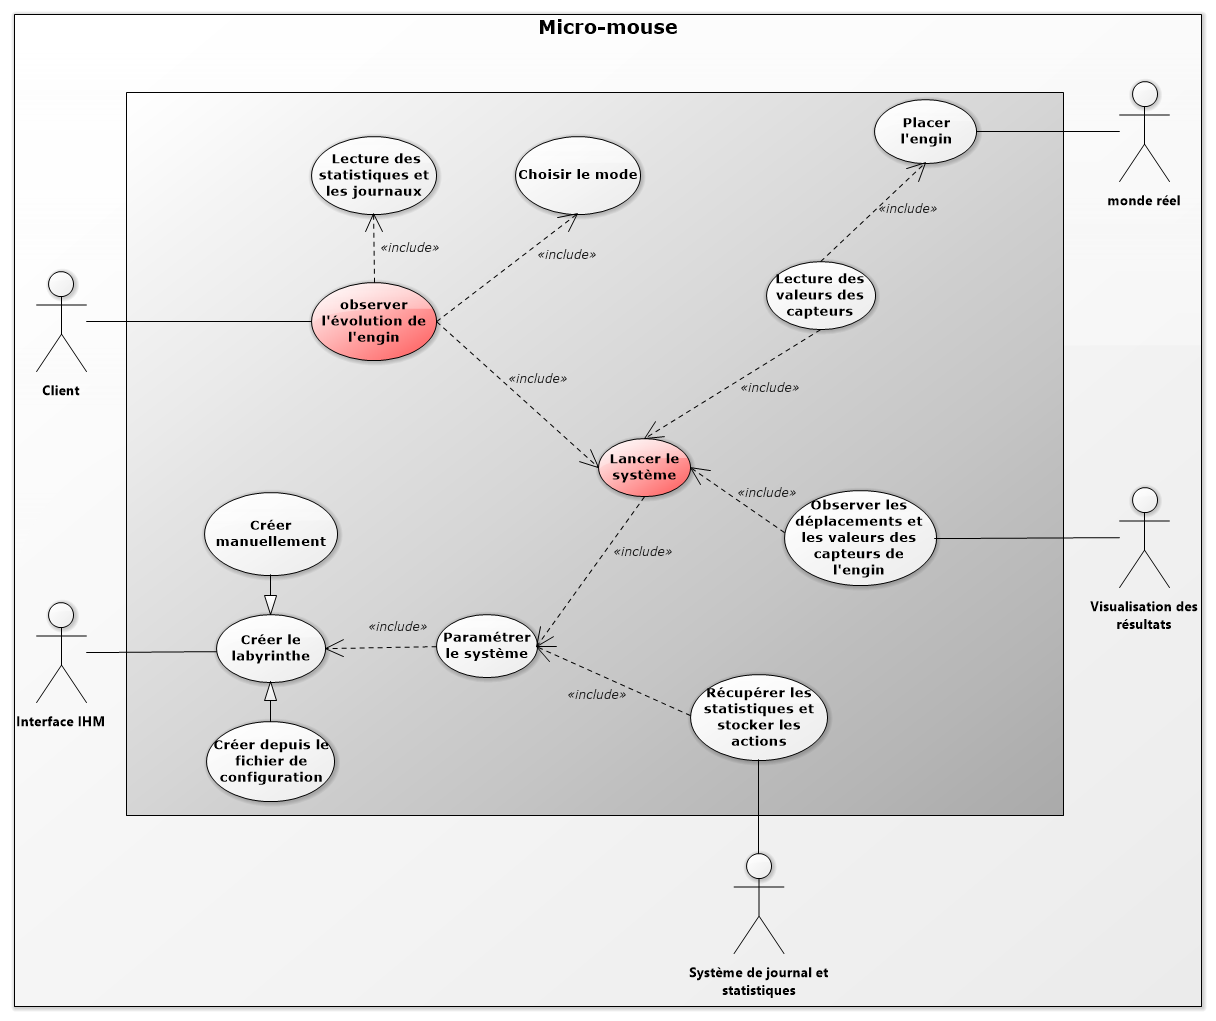 Micro-mouse
Placer
l'engin
monde réel
Lecture des
statistiques et
les journaux
Choisir le mode
«include»
«include»
«include»
Client
observer
l'évolution de
l'engin
Lecture des
valeurs des
capteurs
«include»
«include»
Lancer le
système
«include»
Observer les
déplacements et
les valeurs des
capteurs de
l'engin
Visualisation des
résultats
Créer
manuellement
«include»
Interface IHM
Créer le
labyrinthe
«include»
Paramétrer
le système
«include»
Récupérer les
statistiques et
stocker les
actions
Créer depuis le
fichier de
configuration
Système de journal et
statistiques